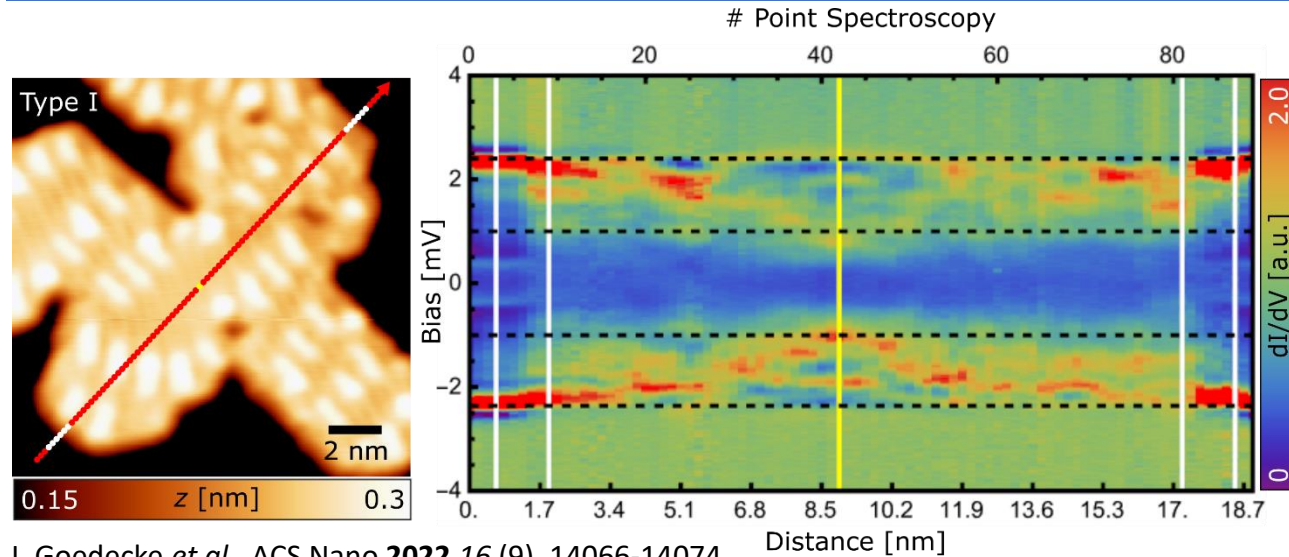 # Point Spectroscopy
0 20 40 60 80
Type I
2 nm
0.15 z [nm] 0.3
Bias [mV]
4
2
0
−2
−4
0. 1.7 3.4 5.1 6.8 8.5 10.2 11.9 13.6 15.3 17. 18.7
Distance [nm]
2.0
dI/dV [a.u.]
0
J. Goedecke et al., ACS Nano 2022 16 (9), 14066-14074